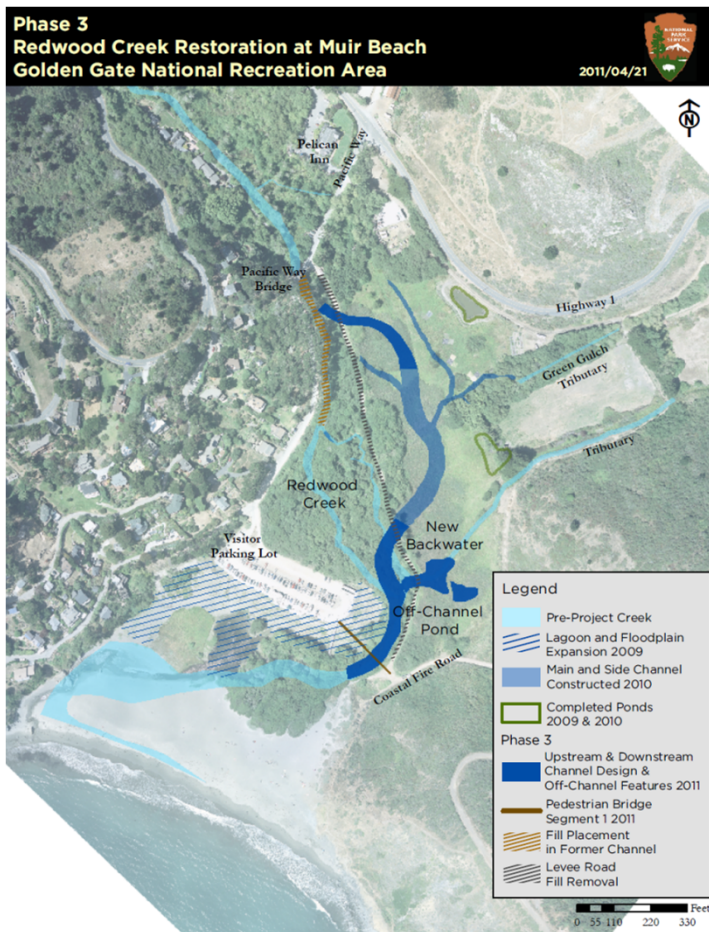 Phase 3
Redwood Creek Restoration at Muir Beach
Golden Gate National Recreation Area
2011/04/21
NATIONAL
PARK
SERVICE
N
Pelican
Inn
Pacific Way
Pacific Way
Bridge
Highway 1
Green Gulch
Tributary
Tributary
Redwood
Creek
New
Backwater
Visitor
Parking Lot
Off-Channel
Pond
Coastal Fire Road
Legend
Pre-Project Creek
Lagoon and Floodplain
Expansion 2009
Main and Side Channel
Constructed 2010
Completed Ponds
2009 & 2010
Phase 3
Upstream & Downstream
Channel Design &
Off-Channel Features 2011
Pedestrian Bridge
Segment 1 2011
Fill Placement
in Former Channel
Levee Road
Fill Removal
Feet
0 55 110 220 330